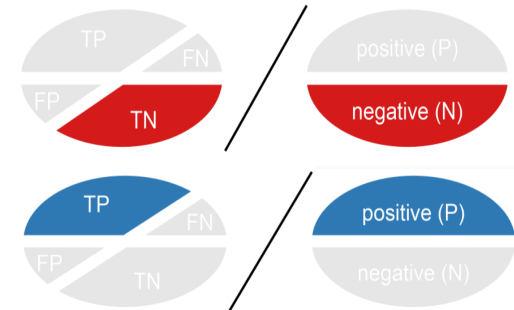 TP
FN
FP
TN
positive (P)
negative (N)
TP
FN
FP
TN
positive (P)
negative (N)